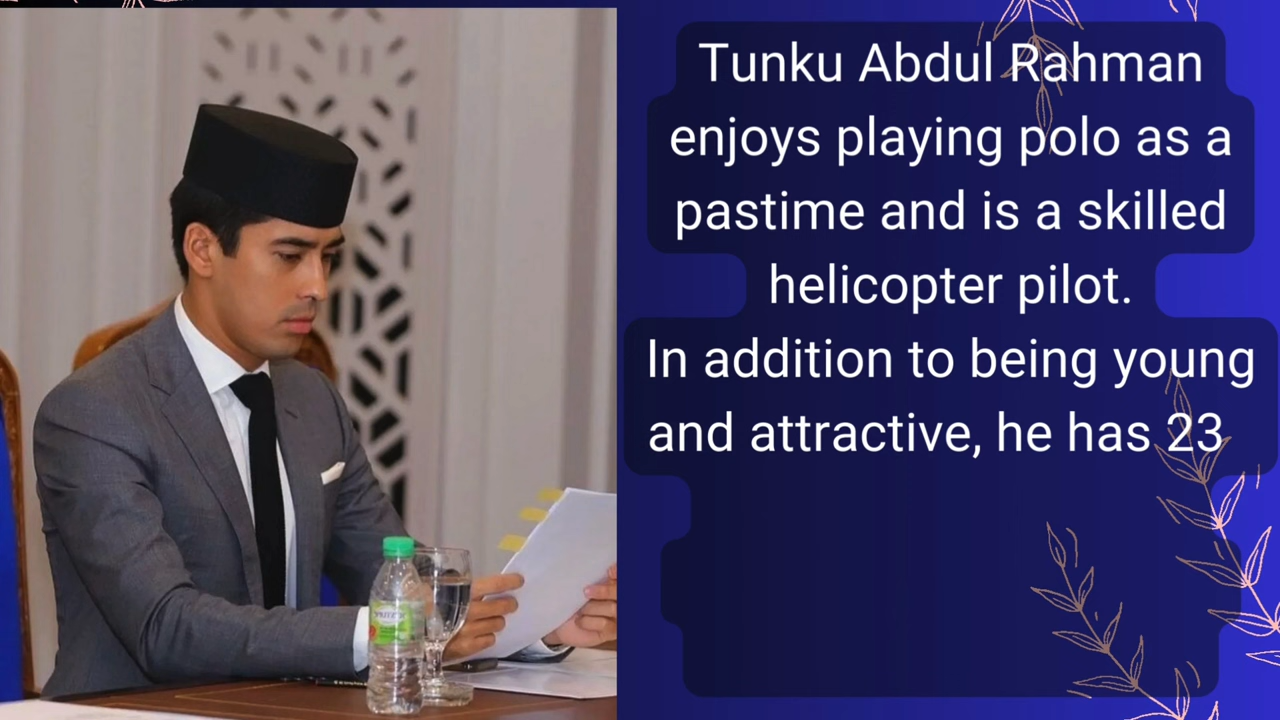 Tunku Abdul Rahman
enjoys playing polo as a
pastime and is a skilled
helicopter pilot.
In addition to being young
and attractive, he has 23